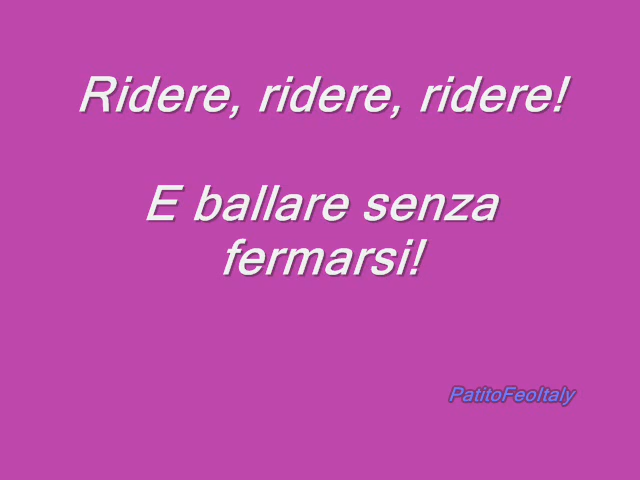 Ridere, ridere, ridere!
E ballare senza
fermarsi!
PatitoFeoItaly